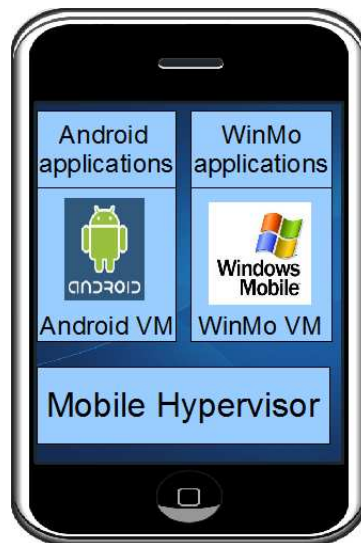 Android
applications
ANDROID
Android VM
WinMo
applications
Windows
Mobile
WinMo VM
Mobile Hypervisor